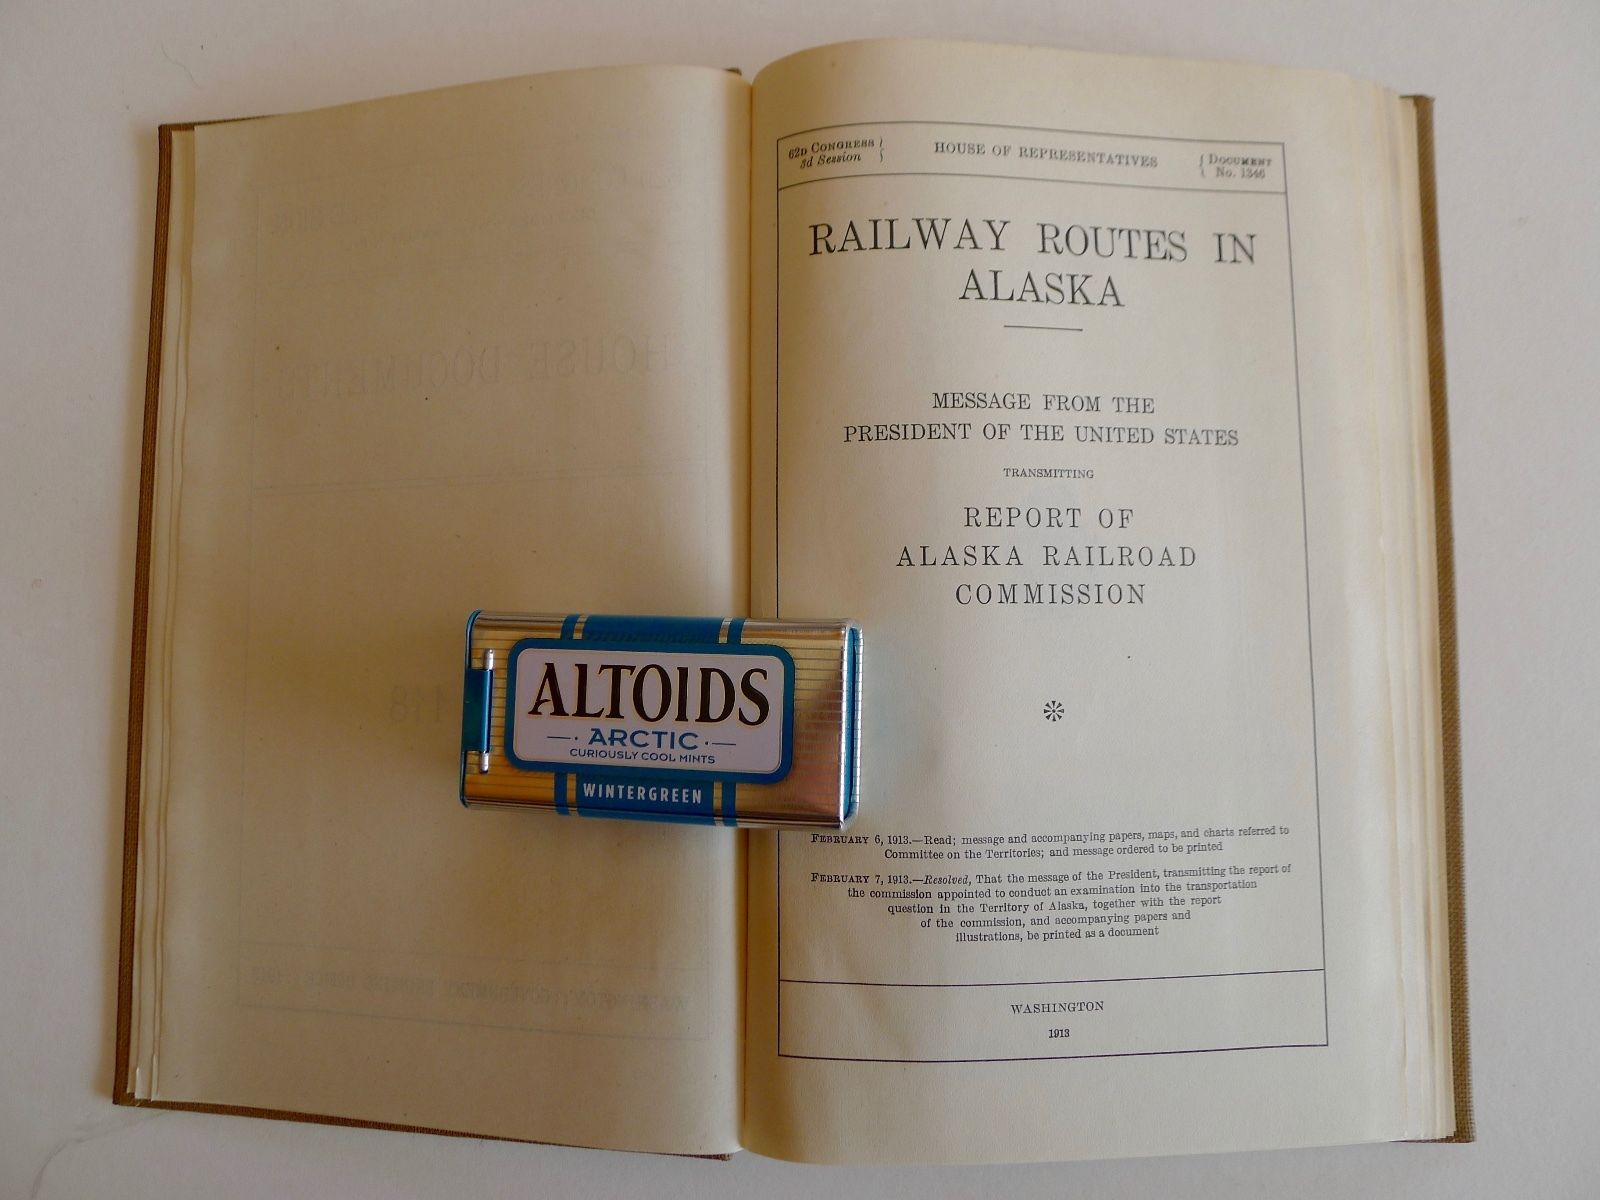 HOUSE DOCUMENTS
62D CONGRESS
3d Session
HOUSE OF REPRESENTATIVES
DOCUMENT
No. 1346
RAILWAY ROUTES IN
ALASKA
MESSAGE FROM THE
PRESIDENT OF THE UNITED STATES
TRANSMITTING
REPORT OF
ALASKA RAILROAD
COMMISSION
ALTOIDS
ARCTIC
CURIOUSLY COOL MINTS
WINTERGREEN
FEBRUARY 6, 1913.—Read; message and accompanying papers, maps, and charts referred to
Committee on the Territories; and message ordered to be printed
FEBRUARY 7, 1913.—Resolved, That the message of the President, transmitting the report of
the commission appointed to conduct an examination into the transportation
question in the Territory of Alaska, together with the report
of the commission, and accompanying papers and
illustrations, be printed as a document
WASHINGTON
1913